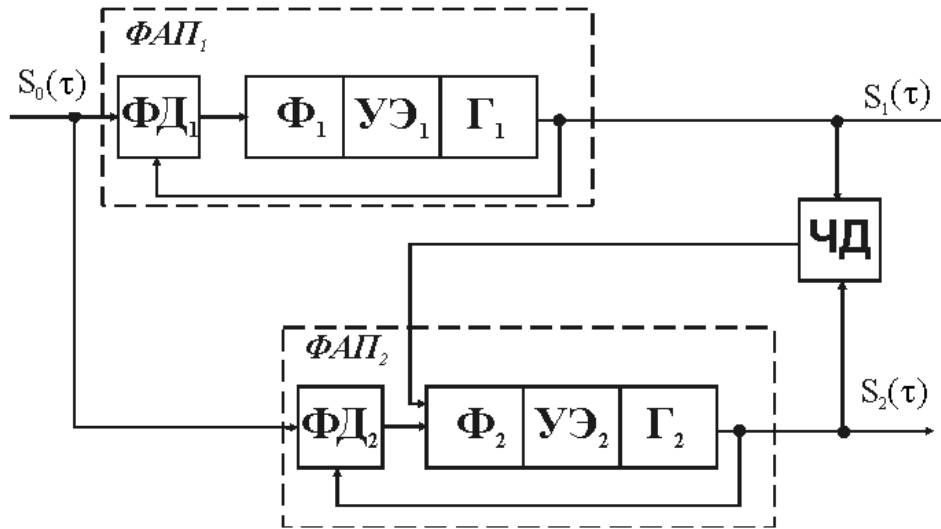 ФАП₁
S₀(τ)
ФД₁
Ф₁
УЭ₁
Г₁
S₁(τ)
ЧД
ФАП₂
ФД₂
Ф₂
УЭ₂
Г₂
S₂(τ)